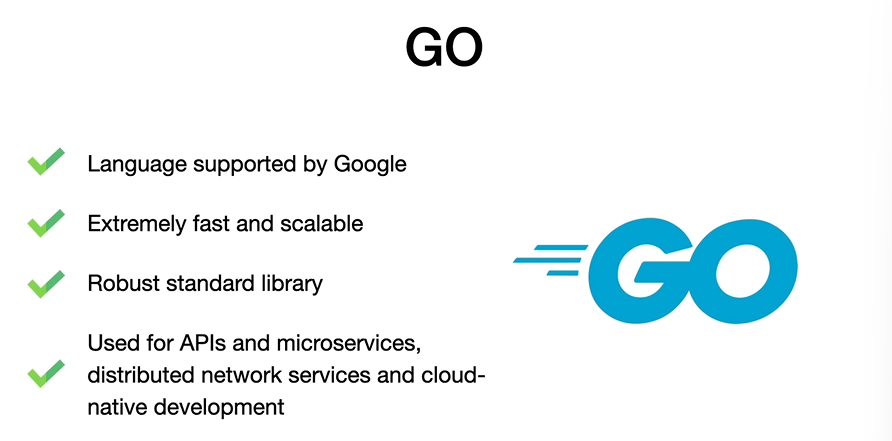 GO
Language supported by Google
Extremely fast and scalable
Robust standard library
Used for APIs and microservices,
distributed network services and cloud-
native development
GO